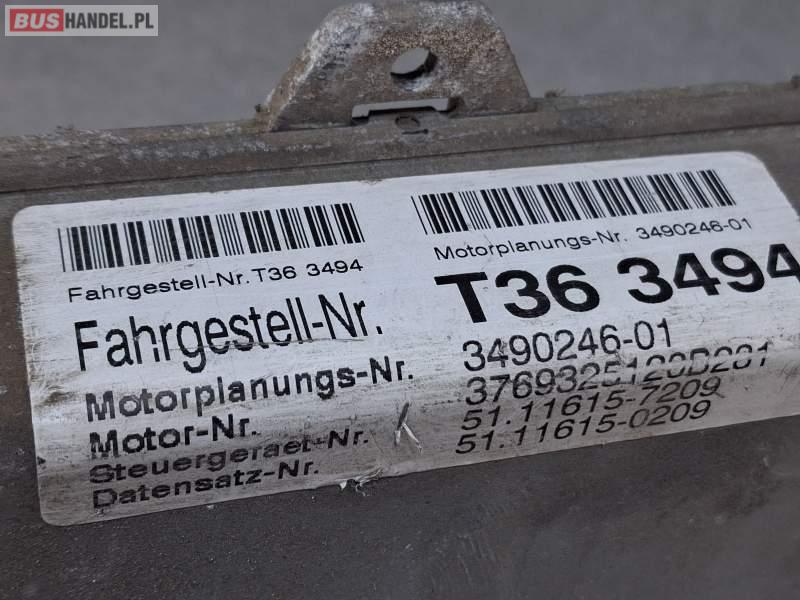 BUSHANDEL.PL
Fahrgestell-Nr.T36 3494
Motorplanungs-Nr. 3490246-01
Fahrgestell-Nr. T36 3494
Motorplanungs-Nr. 3490246-01
Motor-Nr. 3769325120B281
Steuergeraet-Nr. 51.11615-7209
Datensatz-Nr. 51.11615-0209